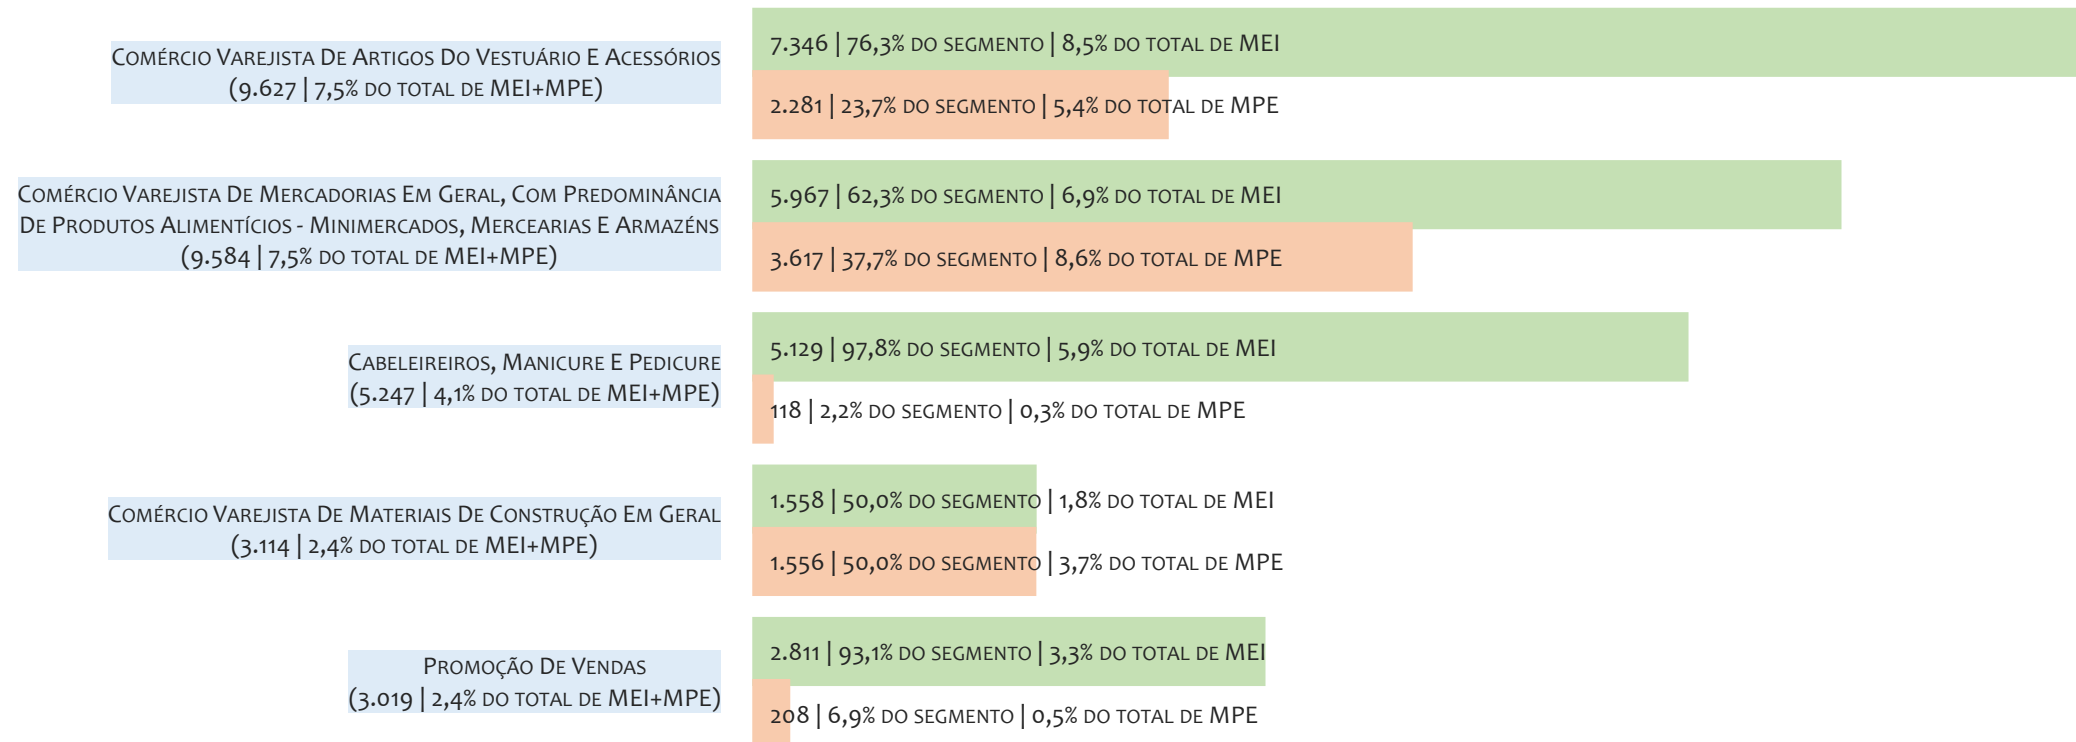 Comércio Varejista De Artigos Do Vestuário E Acessórios
(9.627 | 7,5% do total de MEI+MPE)
7.346 | 76,3% do segmento | 8,5% do total de MEI
2.281 | 23,7% do segmento | 5,4% do total de MPE
Comércio Varejista De Mercadorias Em Geral, Com Predominância
De Produtos Alimentícios - Minimercados, Mercearias E Armazéns
(9.584 | 7,5% do total de MEI+MPE)
5.967 | 62,3% do segmento | 6,9% do total de MEI
3.617 | 37,7% do segmento | 8,6% do total de MPE
Cabeleireiros, Manicure E Pedicure
(5.247 | 4,1% do total de MEI+MPE)
5.129 | 97,8% do segmento | 5,9% do total de MEI
118 | 2,2% do segmento | 0,3% do total de MPE
Comércio Varejista De Materiais De Construção Em Geral
(3.114 | 2,4% do total de MEI+MPE)
1.558 | 50,0% do segmento | 1,8% do total de MEI
1.556 | 50,0% do segmento | 3,7% do total de MPE
Promoção De Vendas
(3.019 | 2,4% do total de MEI+MPE)
2.811 | 93,1% do segmento | 3,3% do total de MEI
208 | 6,9% do segmento | 0,5% do total de MPE